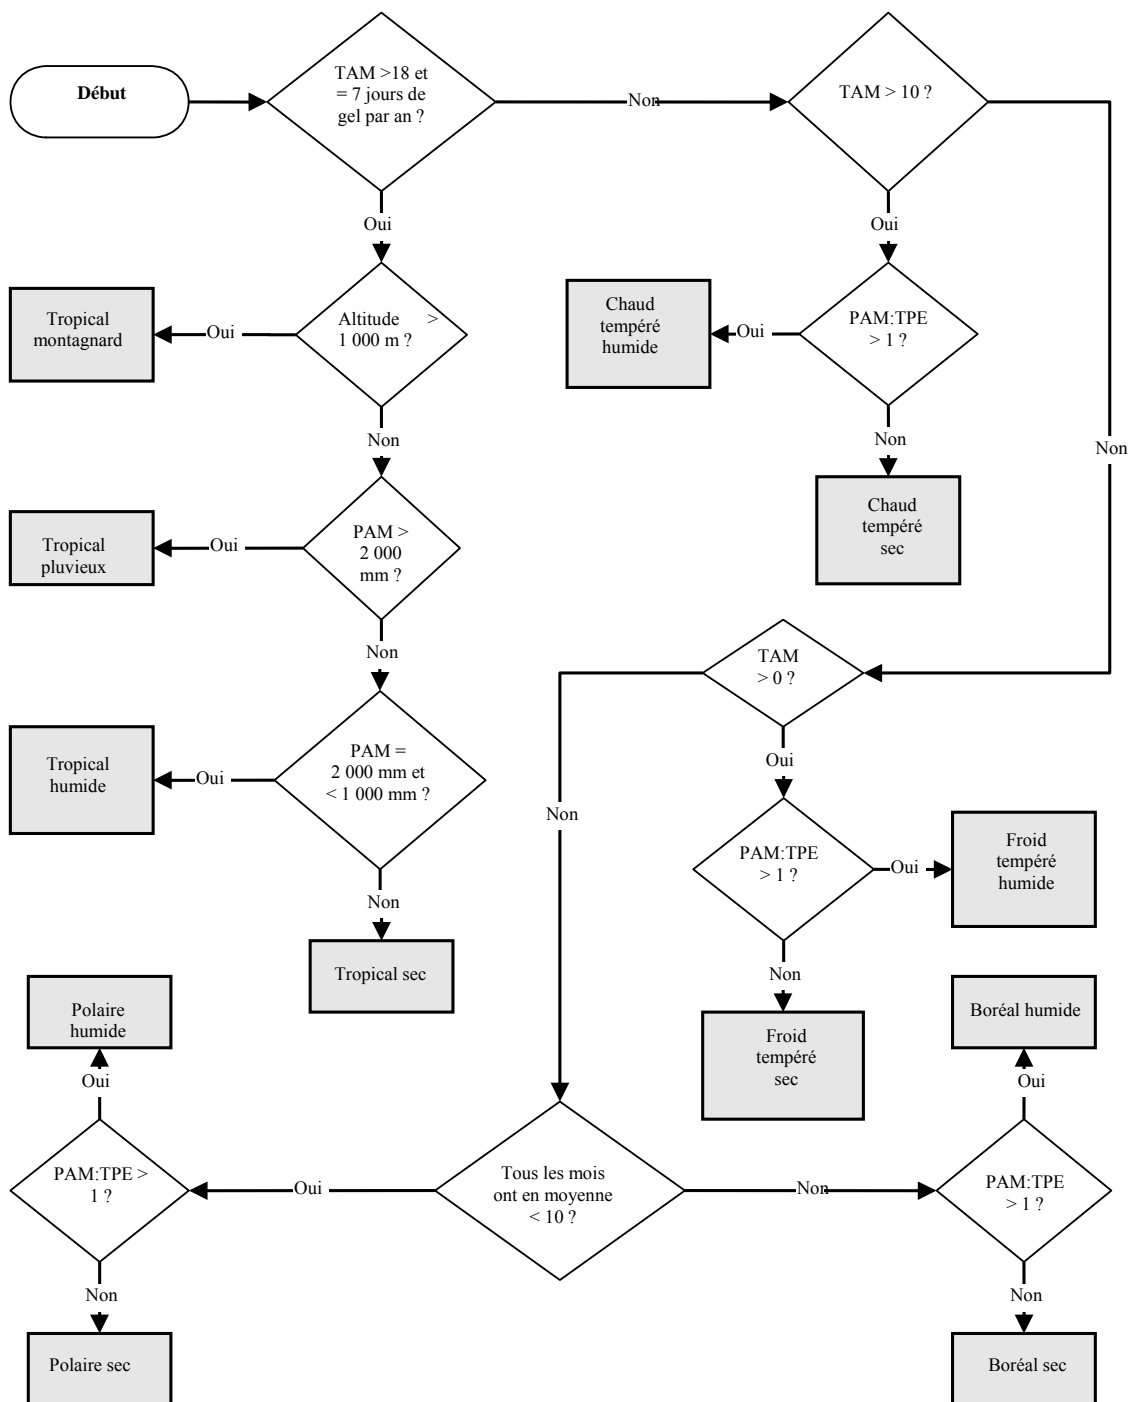 Début
TAM >18 et
= 7 jours de
gel par an ?
Non
TAM > 10 ?
Oui
Oui
Non
Tropical
montagnard
Oui
Altitude >
1 000 m ?
Chaud
tempéré
humide
Oui
PAM:TPE
> 1 ?
Non
Non
Chaud
tempéré
sec
Tropical
pluvieux
Oui
PAM >
2 000
mm ?
Non
TAM
> 0 ?
Oui
Non
Tropical
humide
Oui
PAM =
2 000 mm et
< 1 000 mm ?
PAM:TPE
> 1 ?
Oui
Froid
tempéré
humide
Non
Tropical sec
Non
Froid
tempéré
sec
Polaire
humide
Oui
Boréal humide
Oui
PAM:TPE >
1 ?
Oui
Tous les mois
ont en moyenne
< 10 ?
Non
PAM:TPE
> 1 ?
Non
Non
Polaire sec
Boréal sec